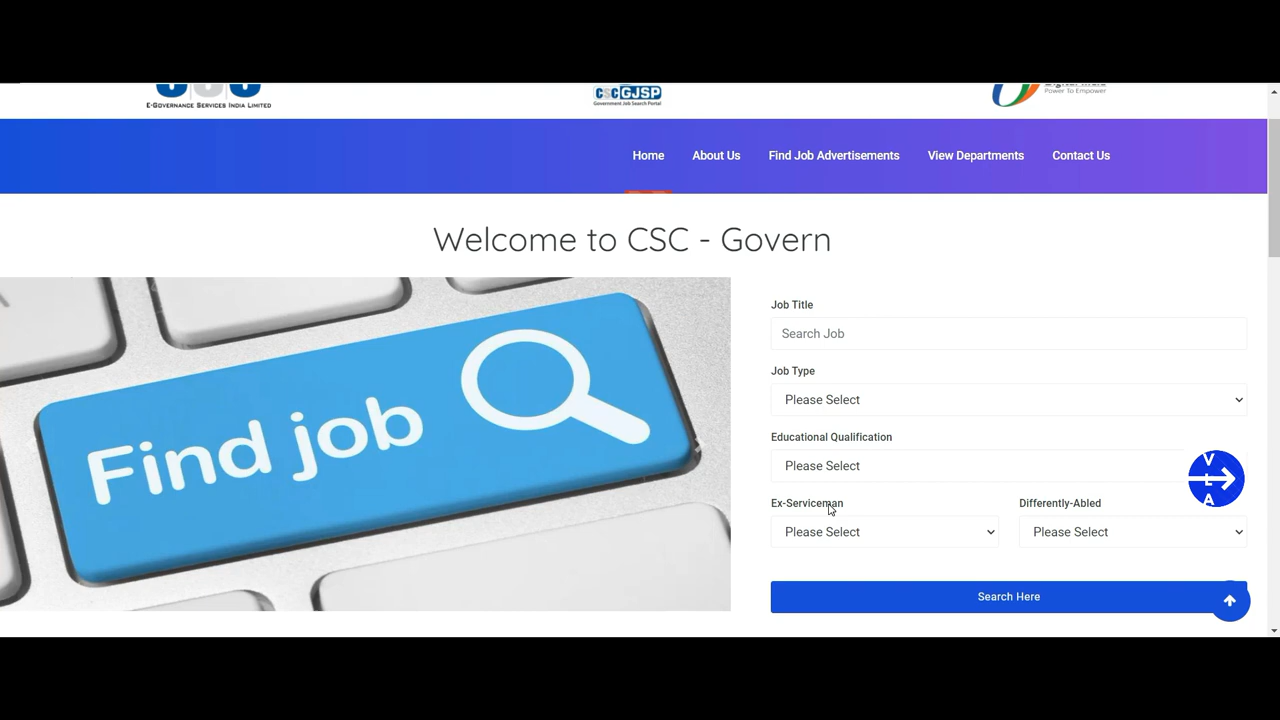 E-GOVERNANCE SERVICES INDIA LIMITED
CSCGJSP
Government Job Search Portal
Power To Empower
Home
About Us
Find Job Advertisements
View Departments
Contact Us
Welcome to CSC - Govern
Find job
Job Title
Search Job
Job Type
Please Select
Educational Qualification
Please Select
V
L
A
Ex-Serviceman
Differently-Abled
Please Select
Please Select
Search Here